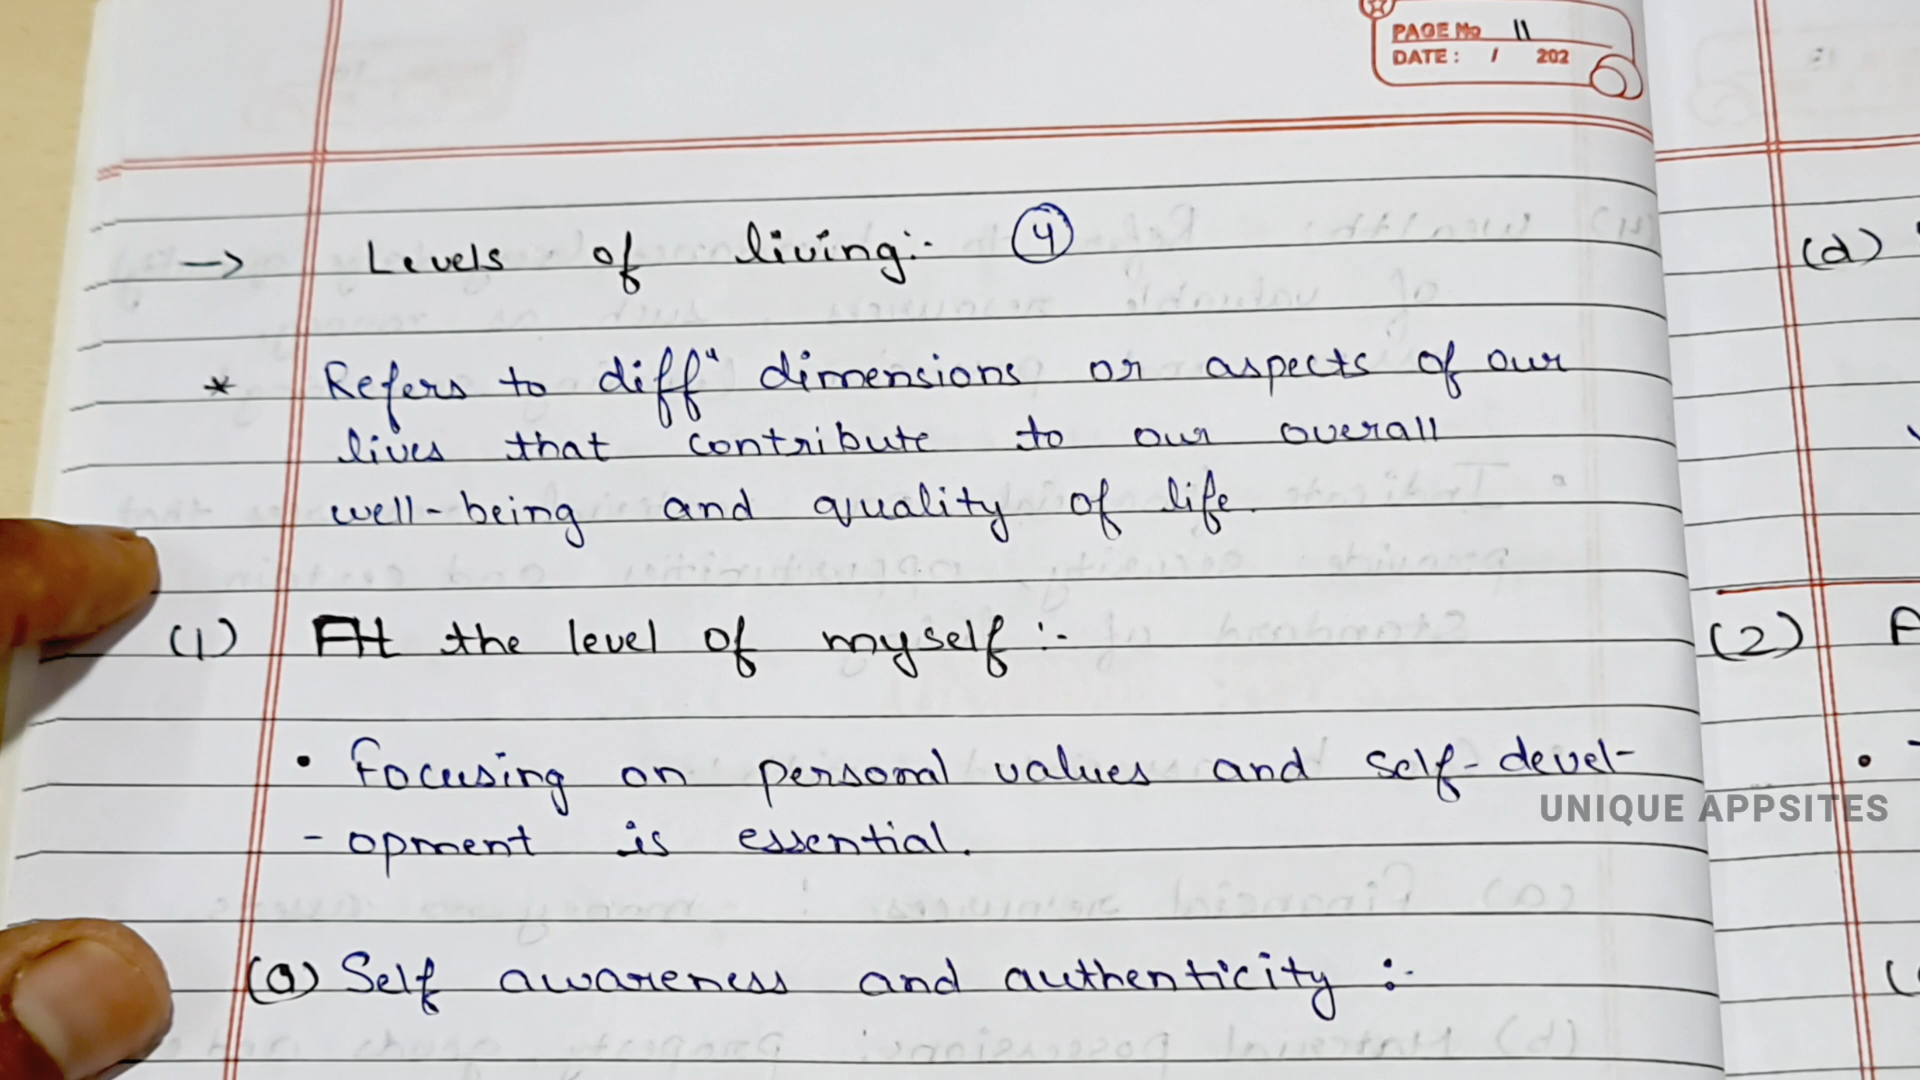 PAGE No 11
DATE: / 202
→ Levels of living:- 4
* Refers to diff" dimensions or aspects of our
lives that contribute to our overall
well-being and quality of life.
(1) At the level of myself :-
• Focusing on personal values and self-devel-
- opment is essential.
(a) Self awareness and authenticity :-
(d)
(2) A
UNIQUE APPSITES